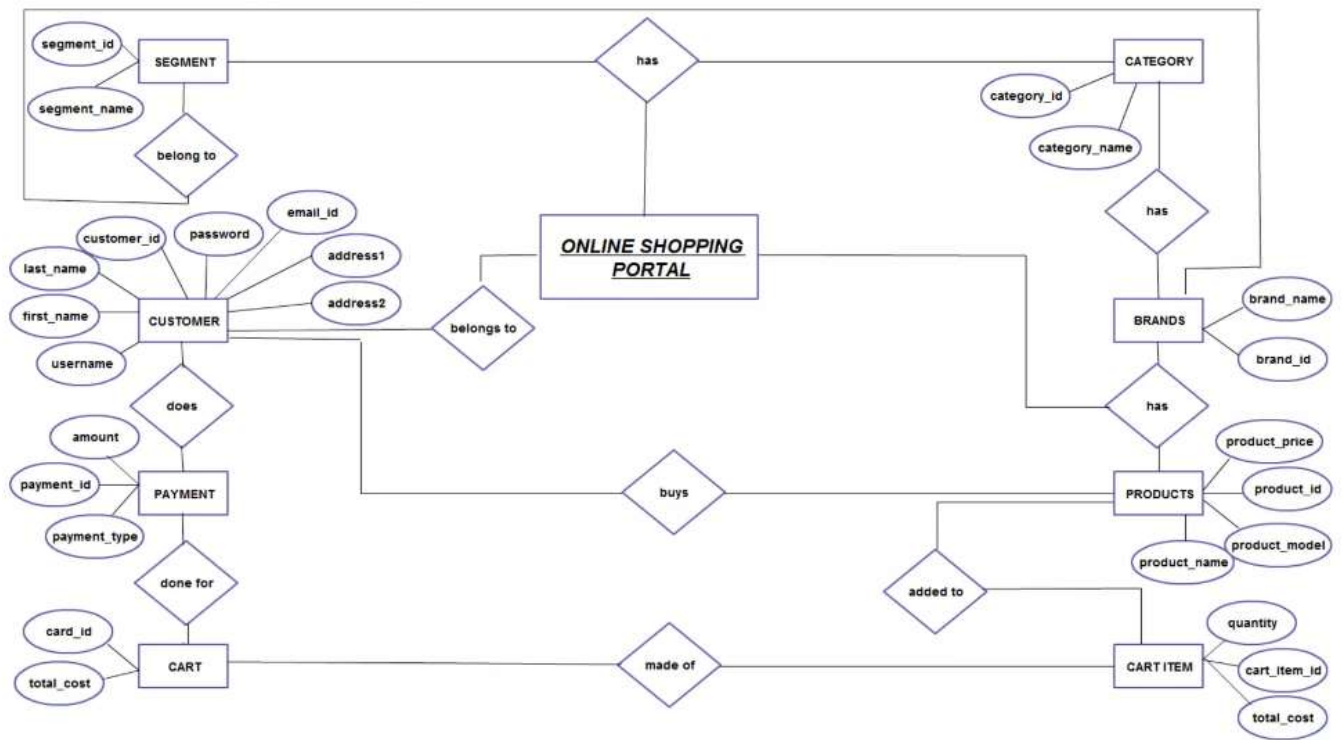 segment_id
SEGMENT
has
CATEGORY
segment_name
category_id
category_name
belong to
has
customer_id
password
email_id
last_name
address1
ONLINE SHOPPING
PORTAL
first_name
CUSTOMER
address2
belongs to
BRANDS
brand_name
username
brand_id
does
has
amount
product_price
payment_id
PAYMENT
buys
PRODUCTS
product_id
payment_type
product_model
product_name
done for
added to
card_id
quantity
CART
made of
CART ITEM
cart_item_id
total_cost
total_cost